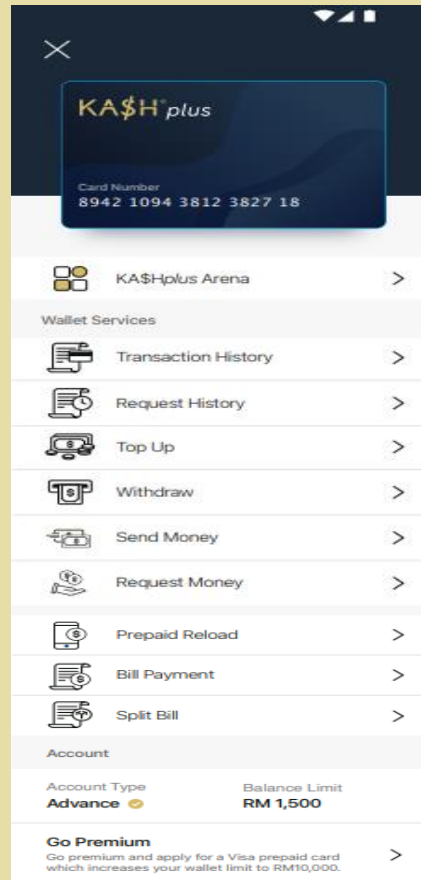 KA$H®plus
Card Number
8942 1094 3812 3827 18
KA$Hplus Arena
Wallet Services
Transaction History
Request History
Top Up
Withdraw
Send Money
Request Money
Prepaid Reload
Bill Payment
Split Bill
Account
Account Type Balance Limit
Advance RM 1,500
Go Premium
Go premium and apply for a Visa prepaid card
which increases your wallet limit to RM10,000.